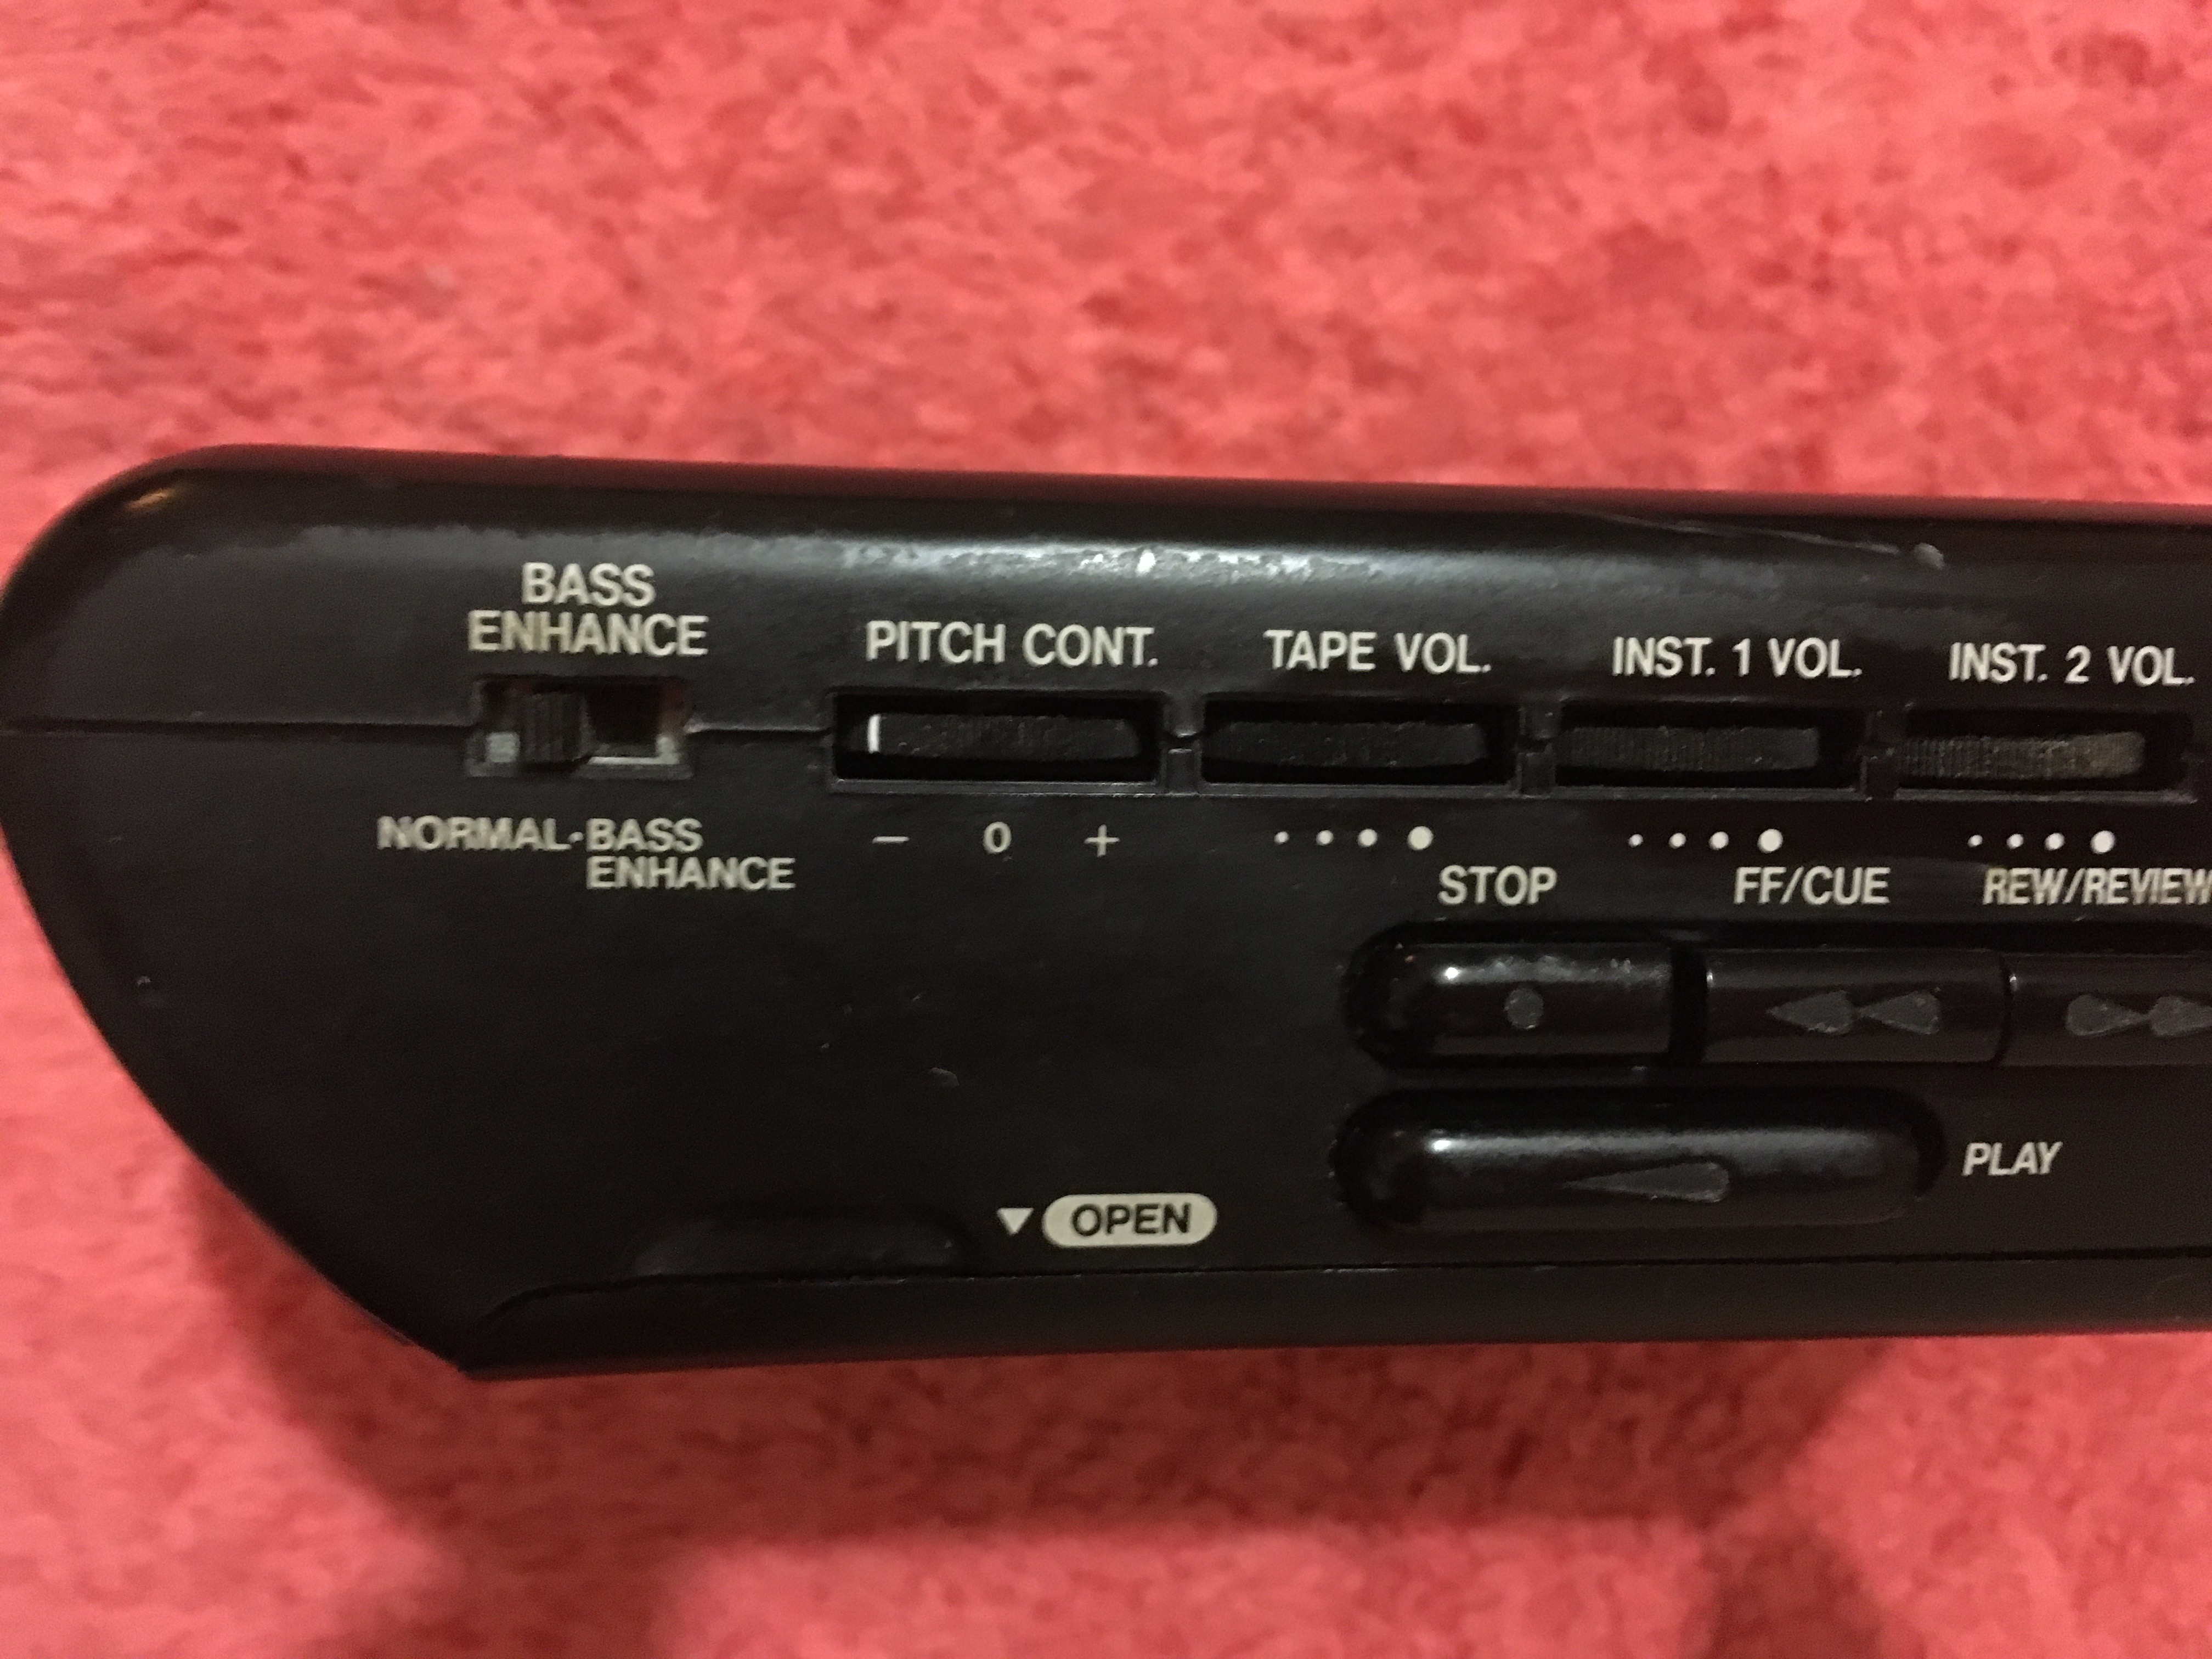 BASS
ENHANCE
PITCH CONT.
TAPE VOL.
INST. 1 VOL.
INST. 2 VOL.
NORMAL-BASS
ENHANCE
− 0 +
STOP
FF/CUE
REW/REVIEW
PLAY
OPEN